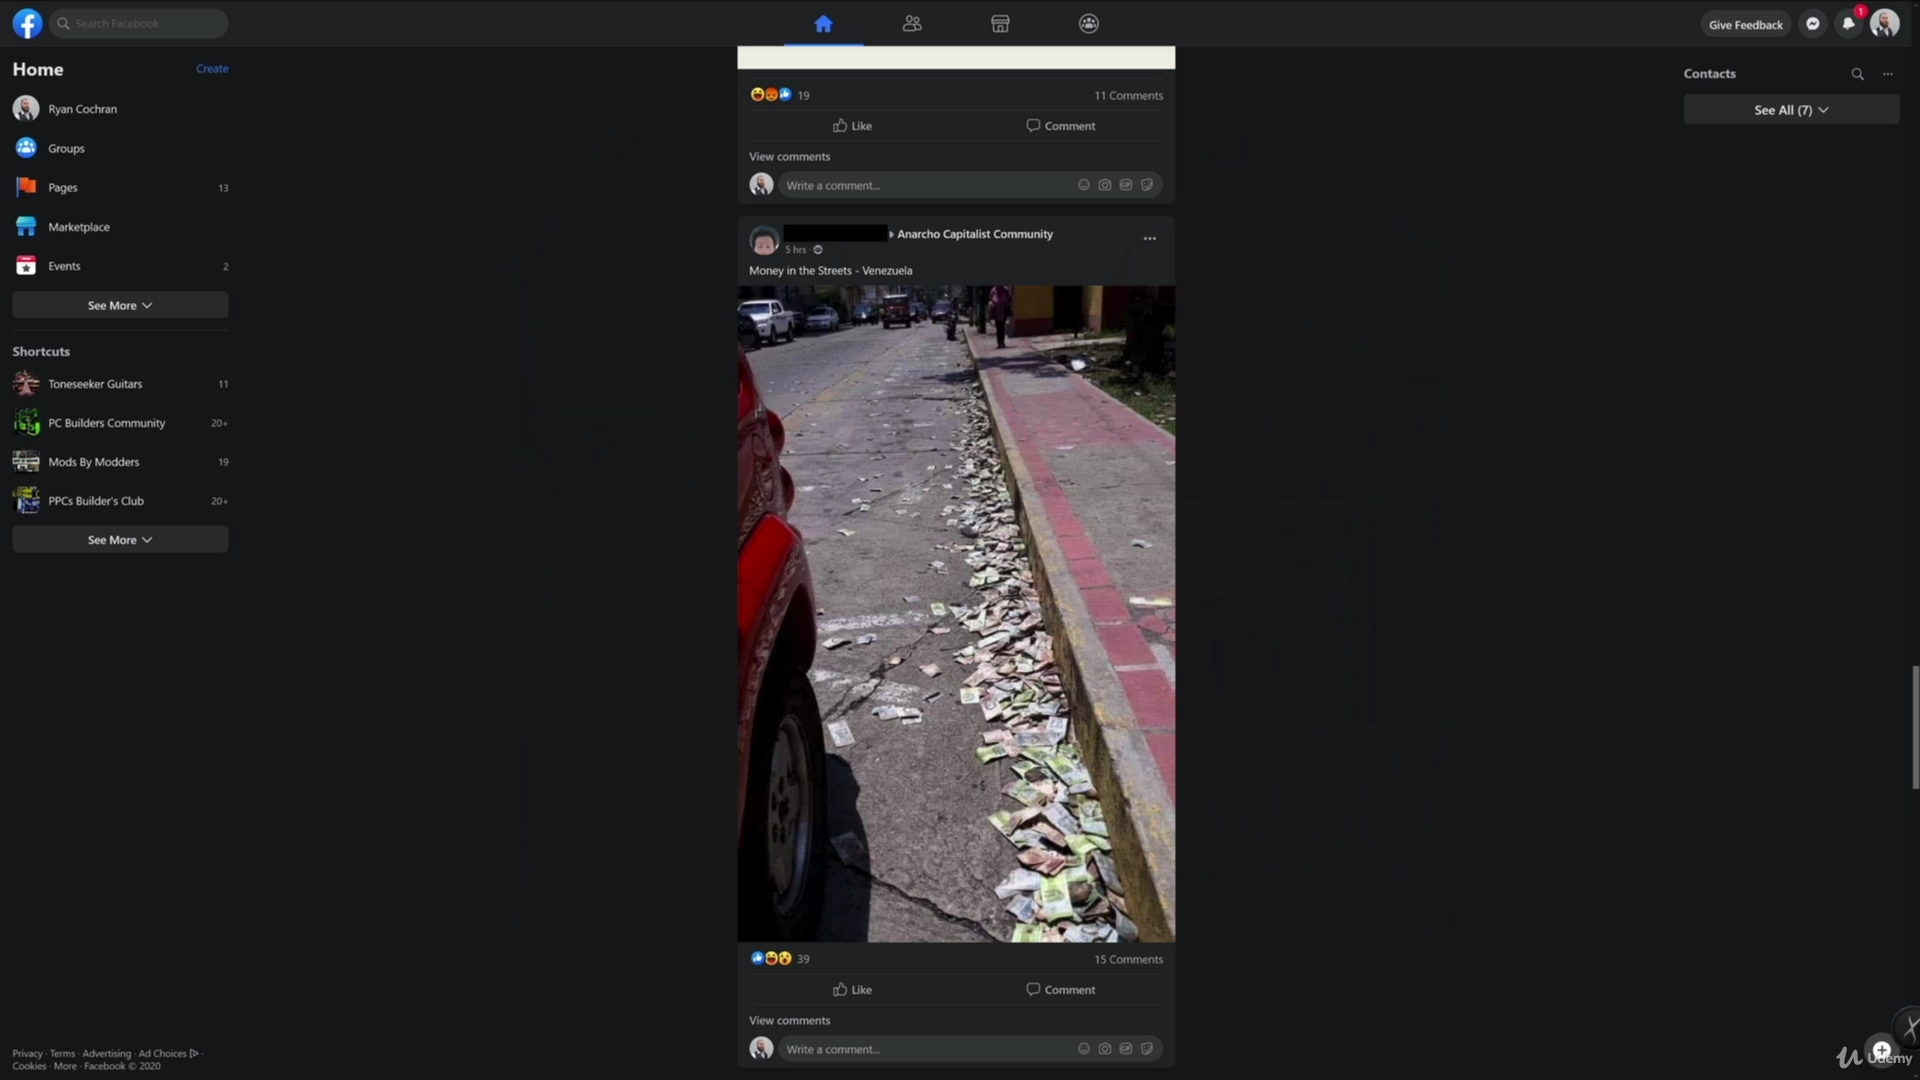 Search Facebook
Give Feedback
1
Home
Create
Ryan Cochran
Groups
Pages 13
Marketplace
Events 2
See More
Shortcuts
Toneseeker Guitars 11
PC Builders Community 20+
Mods By Modders 19
PPCs Builder's Club 20+
See More
Privacy · Terms · Advertising · Ad Choices ·
Cookies · More · Facebook © 2020
19 11 Comments
Like Comment
View comments
Write a comment...
Anarcho Capitalist Community
5 hrs ·
Money in the Streets - Venezuela
39 15 Comments
Like Comment
View comments
Write a comment...
Contacts
See All (7)
Udemy